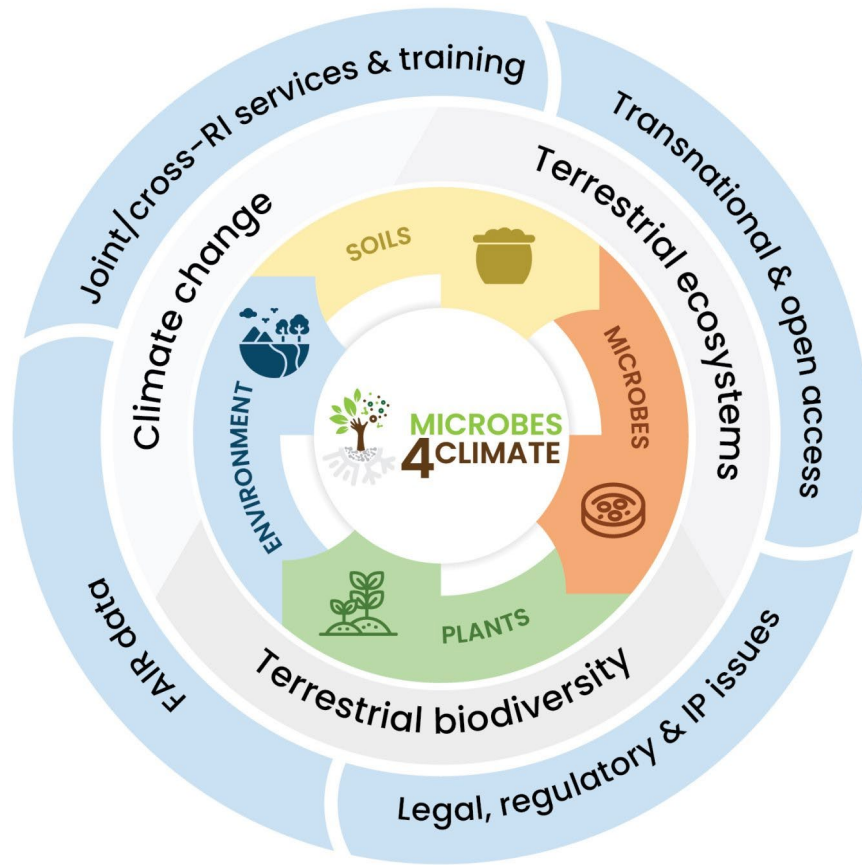 Joint/cross-RI services & training
Transnational & open access
Legal, regulatory & IP issues
FAIR data
Climate change
Terrestrial ecosystems
Terrestrial biodiversity
SOILS
MICROBES
PLANTS
ENVIRONMENT
MICROBES
4CLIMATE